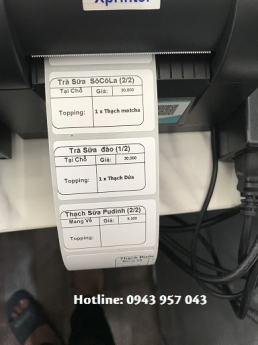 Xprinter
Trà Sữa SôCôLa (2/2)
Tại Chỗ Giá: 30,000
Topping: 1 x Thạch matcha
Trà Sữa đào (1/2)
Tại Chỗ Giá: 30,000
Topping: 1 x Thạch Dừa
Thạch Sữa Pudinh (2/2)
Mang Về Giá: 5,000
Topping:
Hotline: 0943 957 043